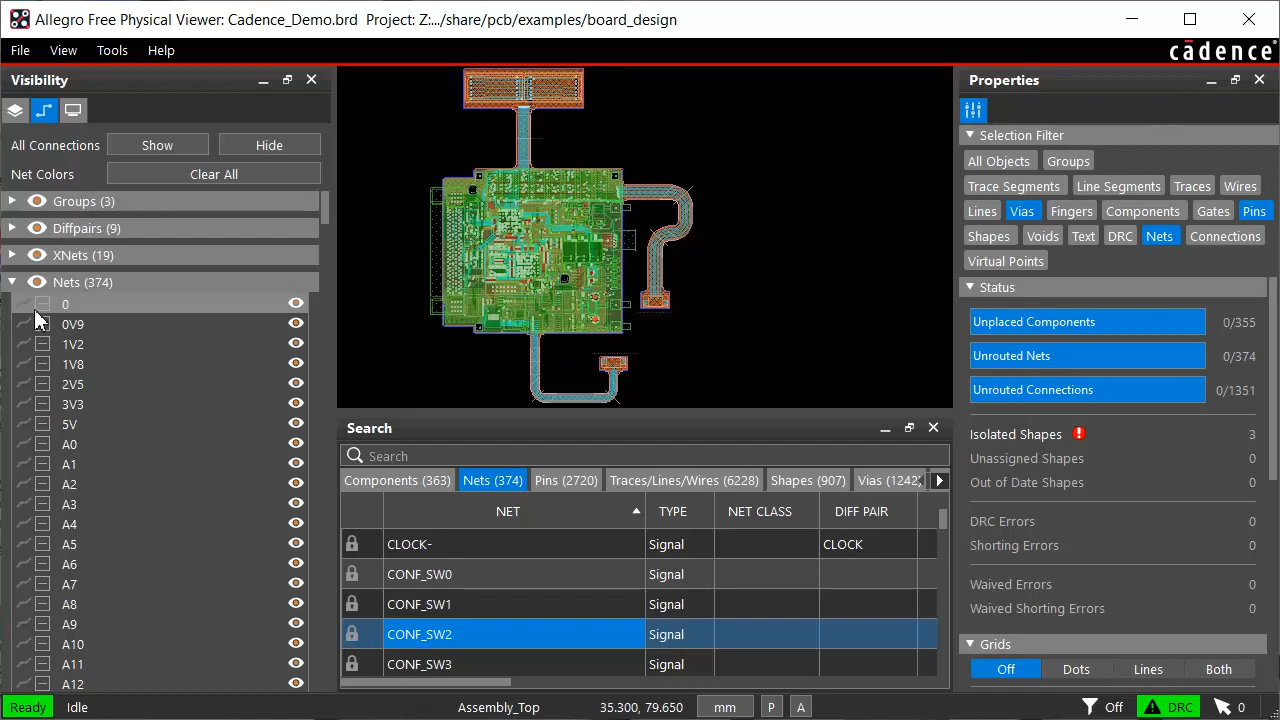 Allegro Free Physical Viewer: Cadence_Demo.brd Project: Z:.../share/pcb/examples/board_design
File View Tools Help
cādence®
Visibility
All Connections Show Hide
Net Colors Clear All
Groups (3)
Diffpairs (9)
XNets (19)
Nets (374)
0
0V9
1V2
1V8
2V5
3V3
5V
A0
A1
A2
A3
A4
A5
A6
A7
A8
A9
A10
A11
A12
Search
Search
Components (363) Nets (374) Pins (2720) Traces/Lines/Wires (6228) Shapes (907) Vias (1242)
NET TYPE NET CLASS DIFF PAIR
CLOCK- Signal CLOCK
CONF_SW0 Signal
CONF_SW1 Signal
CONF_SW2 Signal
CONF_SW3 Signal
Properties
Selection Filter
All Objects Groups
Trace Segments Line Segments Traces Wires
Lines Vias Fingers Components Gates Pins
Shapes Voids Text DRC Nets Connections
Virtual Points
Status
Unplaced Components 0/355
Unrouted Nets 0/374
Unrouted Connections 0/1351
Isolated Shapes 3
Unassigned Shapes 0
Out of Date Shapes 0
DRC Errors 0
Shorting Errors 0
Waived Errors 0
Waived Shorting Errors 0
Grids
Off Dots Lines Both
Ready Idle Assembly_Top 35.300, 79.650 mm P A Off DRC 0